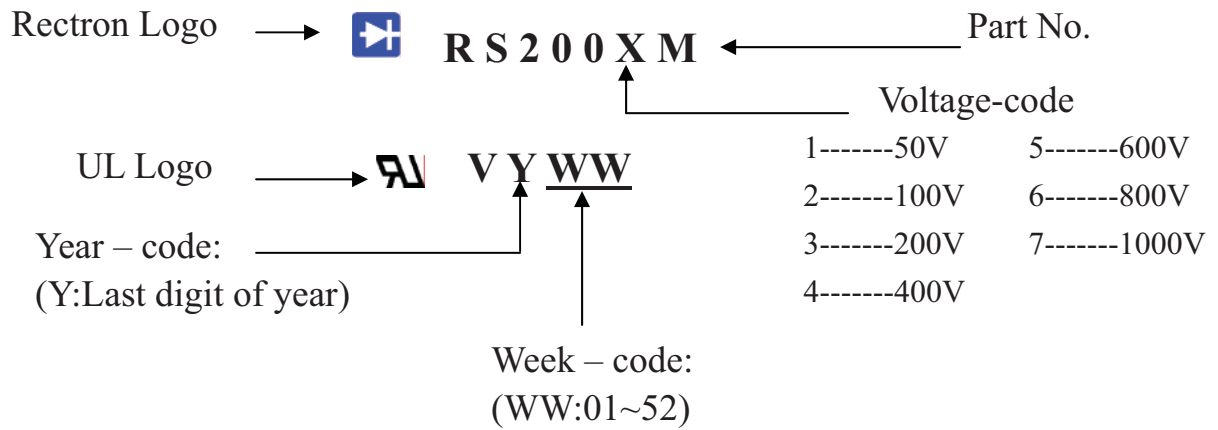 Rectron Logo
R S 2 0 0 X M
Part No.
Voltage-code
1-------50V 5-------600V
2-------100V 6-------800V
3-------200V 7-------1000V
4-------400V
UL Logo
V Y WW
Year – code:
(Y:Last digit of year)
Week – code:
(WW:01~52)